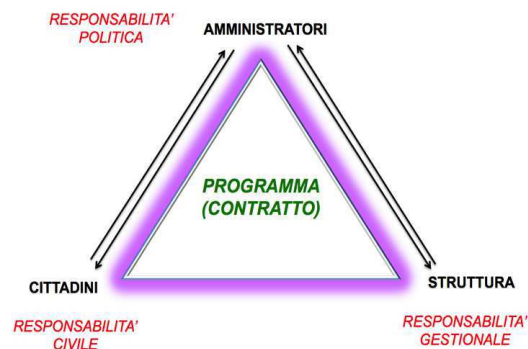 RESPONSABILITA'
POLITICA
AMMINISTRATORI
PROGRAMMA
(CONTRATTO)
CITTADINI
STRUTTURA
RESPONSABILITA'
CIVILE
RESPONSABILITA'
GESTIONALE